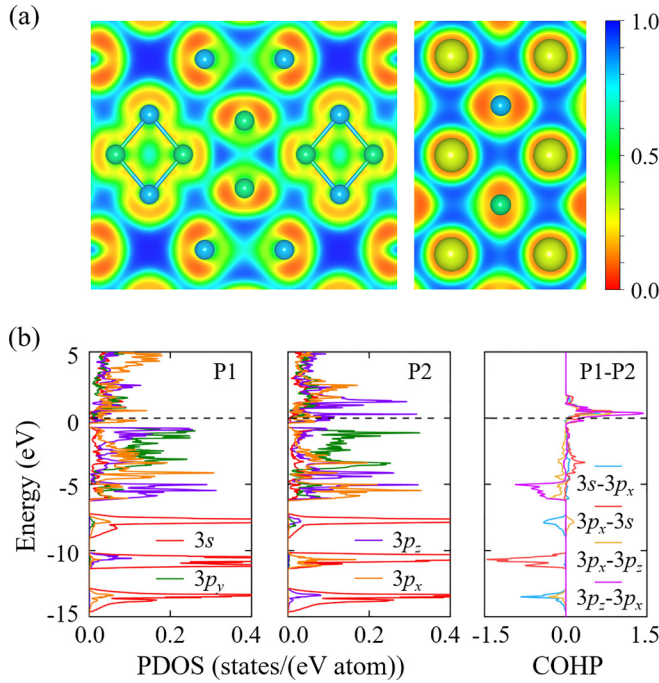 (a)
1.0
0.5
0.0
(b)
P1
P2
P1-P2
5
0
-5
-10
-15
Energy (eV)
3s
3p_y
3p_z
3p_x
3s-3p_x
3p_x-3s
3p_x-3p_z
3p_z-3p_x
0.0 0.2 0.4 0.0 0.2 0.4 -1.5 0.0 1.5
PDOS (states/(eV atom)) COHP